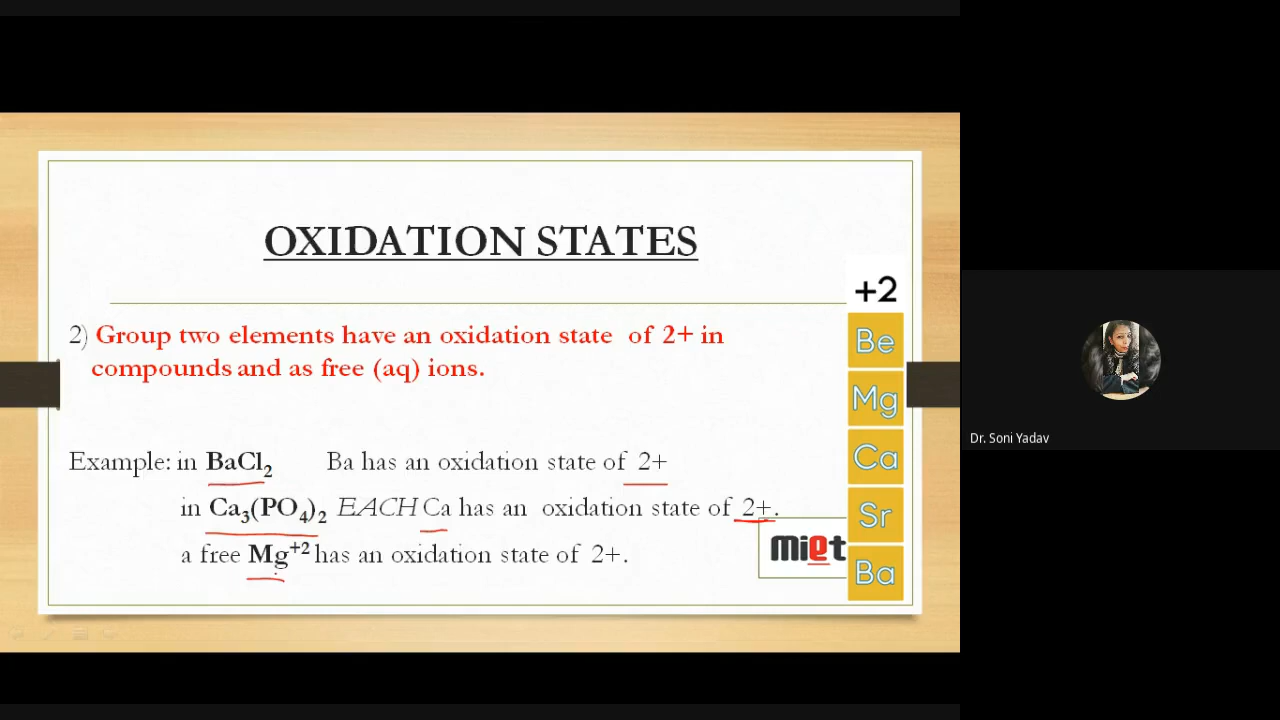 OXIDATION STATES
+2
2) Group two elements have an oxidation state of 2+ in
compounds and as free (aq) ions.
Example: in BaCl₂ Ba has an oxidation state of 2+
in Ca₃(PO₄)₂ EACH Ca has an oxidation state of 2+.
a free Mg⁺² has an oxidation state of 2+.
miet
Be
Mg
Ca
Sr
Ba
Dr. Soni Yadav